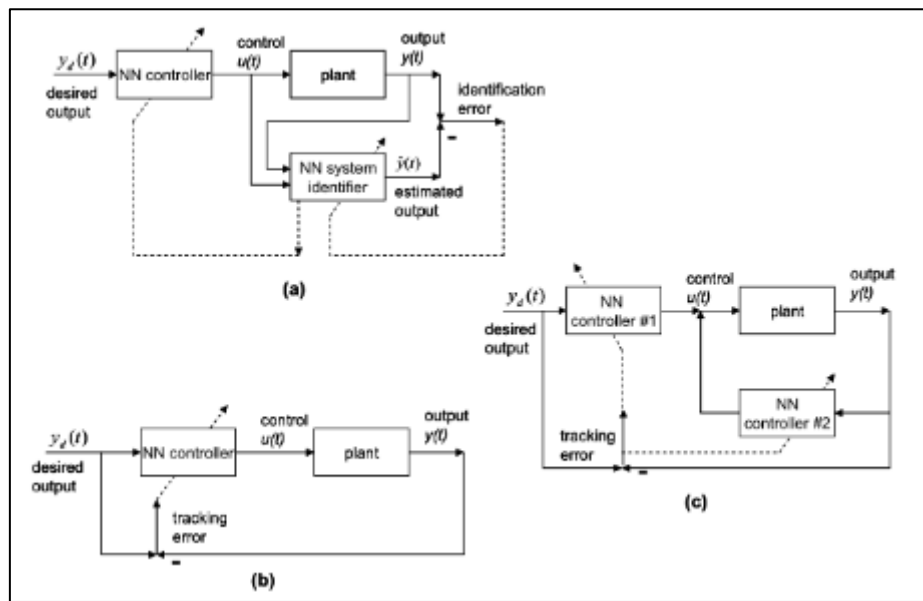 control
u(t)
output
y(t)
y_d(t)
desired
output
NN controller
plant
identification
error
-
NN system
identifier
ŷ(t)
estimated
output
(a)
y_d(t)
desired
output
NN
controller #1
control
u(t)
plant
output
y(t)
NN
controller #2
tracking
error
-
(c)
y_d(t)
desired
output
NN controller
control
u(t)
plant
output
y(t)
tracking
error
-
(b)